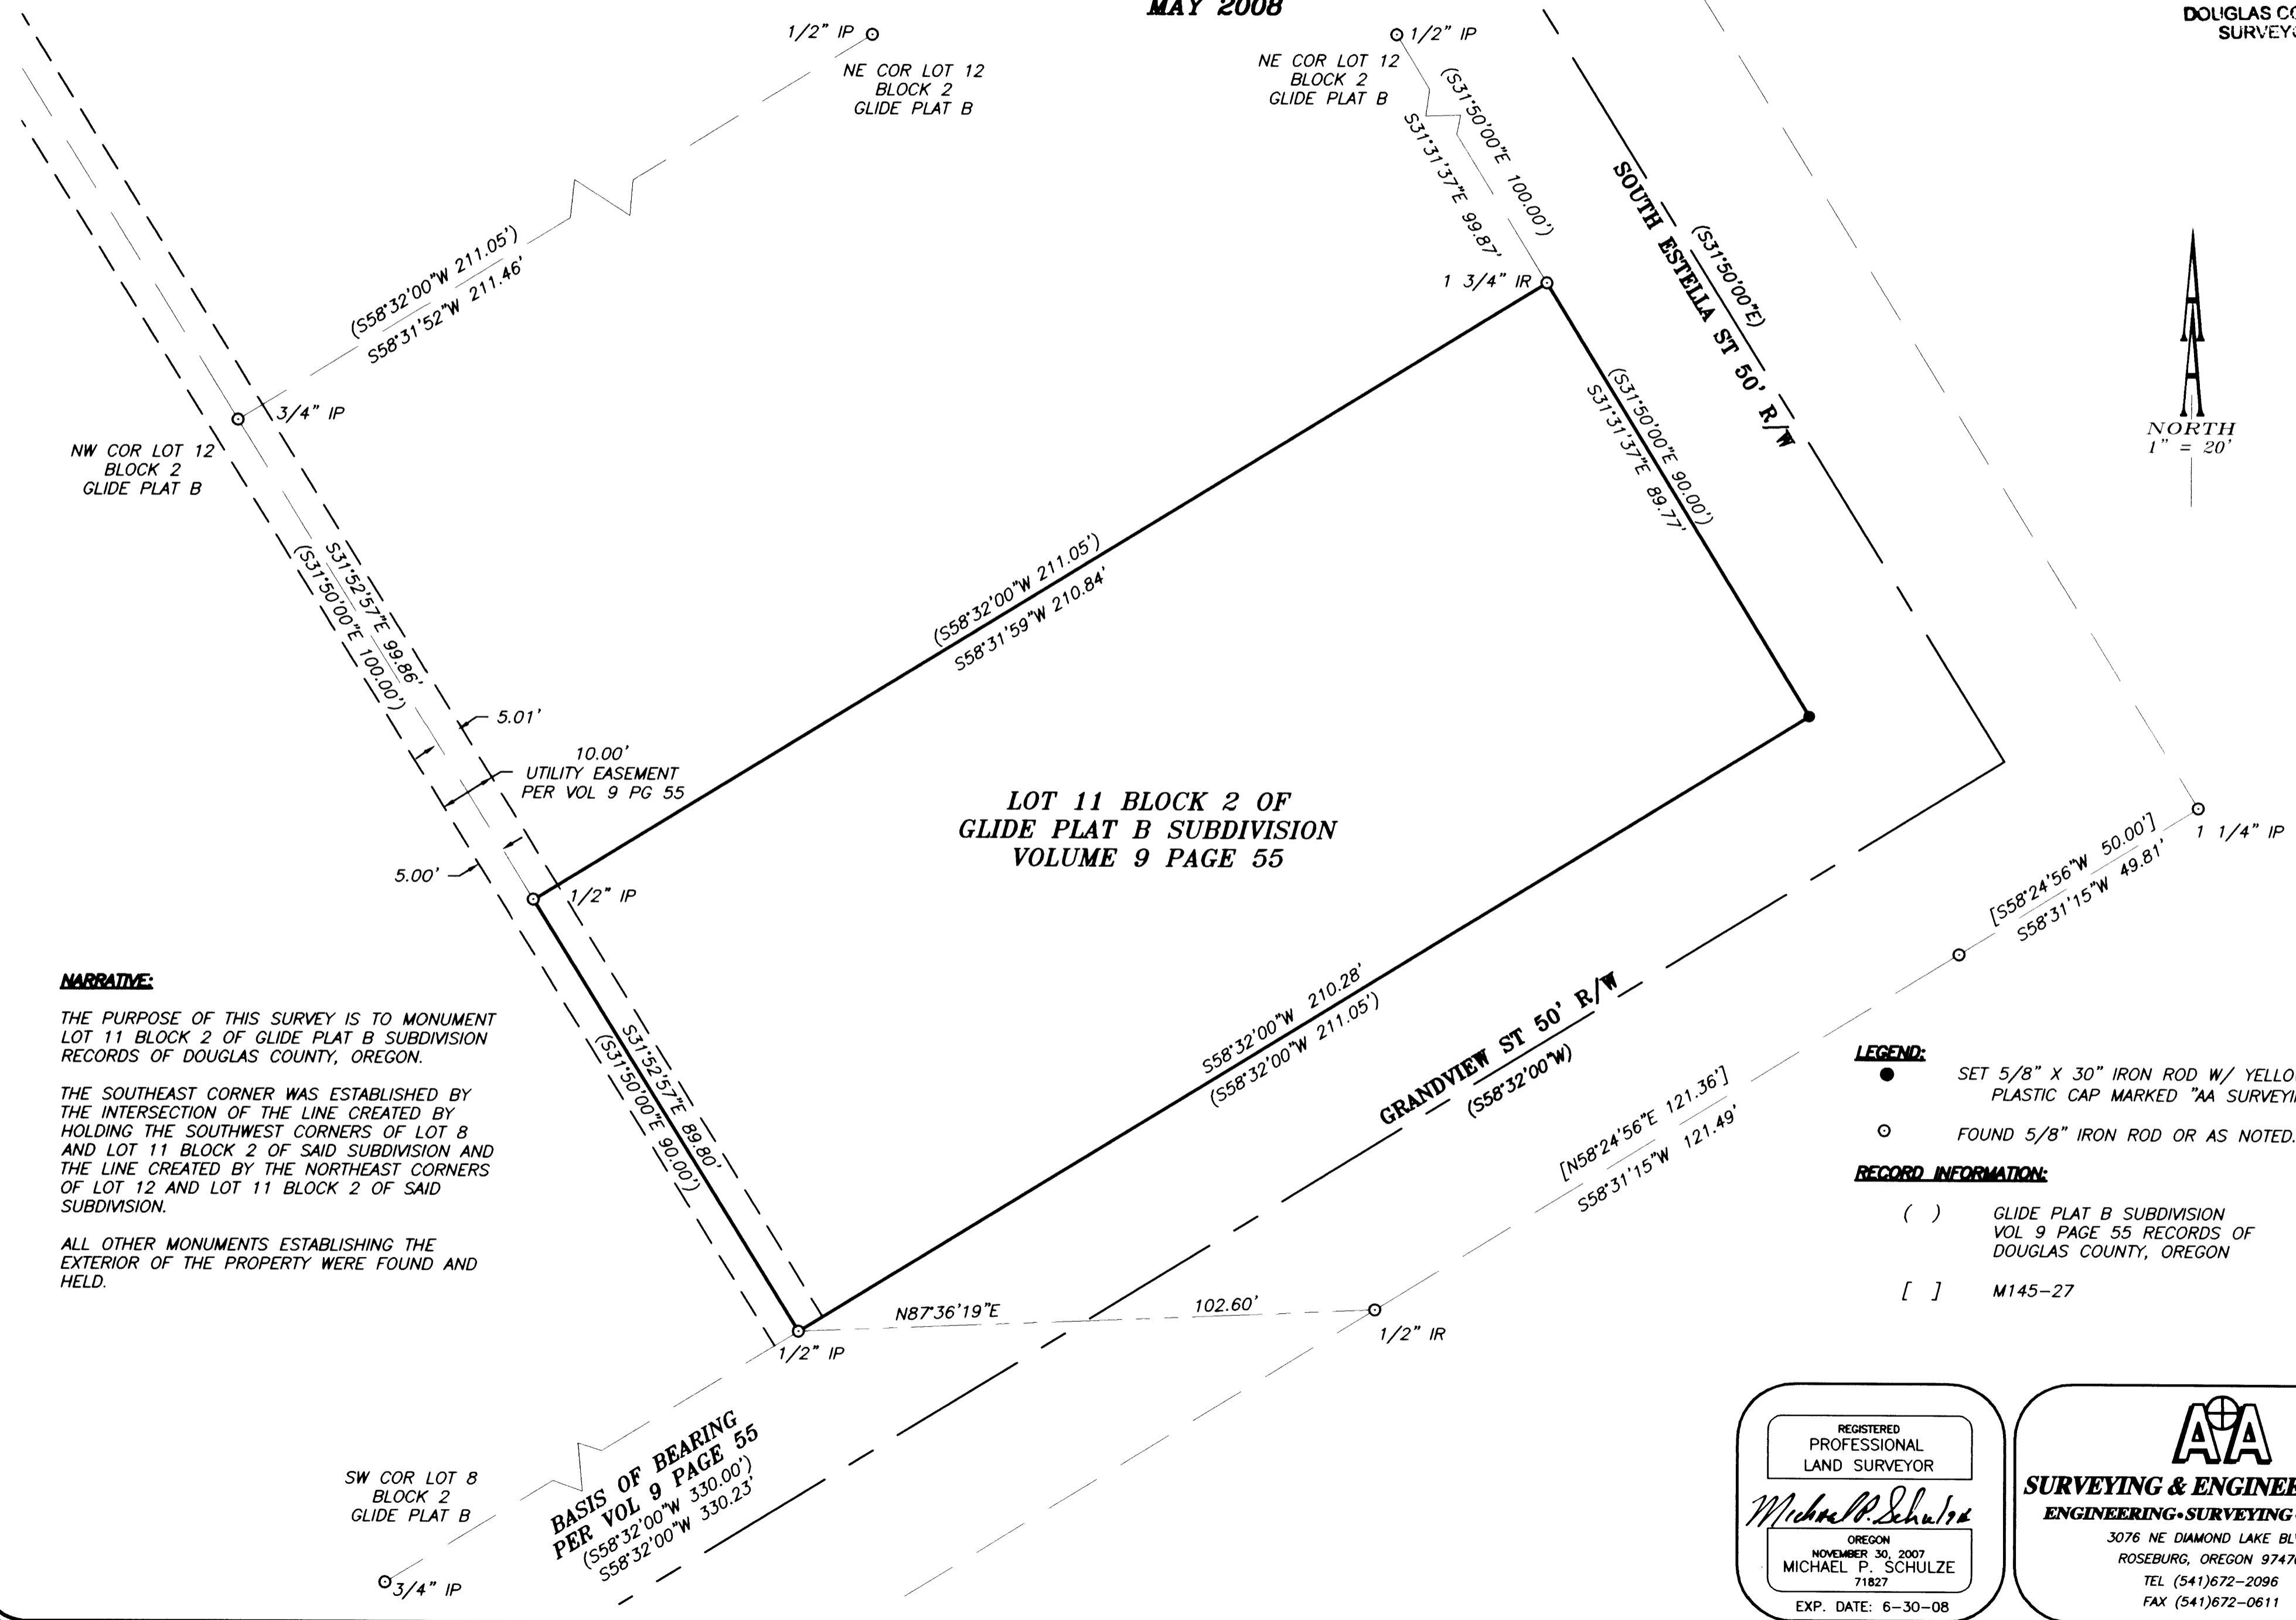 MAY 2008
DOUGLAS
1/2" IP
NE COR LOT 12
BLOCK 2
GLIDE PLAT B
1/2" IP
NE COR LOT 12
BLOCK 2
GLIDE PLAT B
(S31°50'00"E 100.00')
S31°31'37"E 99.87'
SOUTH ESTELLA ST 50' R/W
(S31°50'00"E)
NORTH
1" = 20'
(S58°32'00"W 211.05')
S58°31'52"W 211.46'
1 3/4" IR
3/4" IP
NW COR LOT 12
BLOCK 2
GLIDE PLAT B
(S31°50'00"E 90.00')
S31°31'37"E 89.77'
S31°52'57"E 99.86'
(S31°50'00"E 100.00')
(S58°32'00"W 211.05')
S58°31'59"W 210.84'
5.01'
10.00'
UTILITY EASEMENT
PER VOL 9 PG 55
5.00'
1/2" IP
LOT 11 BLOCK 2 OF
GLIDE PLAT B SUBDIVISION
VOLUME 9 PAGE 55
1 1/4" IP
[S58°24'56"W 50.00']
S58°31'15"W 49.81'
NARRATIVE:
THE PURPOSE OF THIS SURVEY IS TO MONUMENT
LOT 11 BLOCK 2 OF GLIDE PLAT B SUBDIVISION
RECORDS OF DOUGLAS COUNTY, OREGON.
THE SOUTHEAST CORNER WAS ESTABLISHED BY
THE INTERSECTION OF THE LINE CREATED BY
HOLDING THE SOUTHWEST CORNERS OF LOT 8
AND LOT 11 BLOCK 2 OF SAID SUBDIVISION AND
THE LINE CREATED BY THE NORTHEAST CORNERS
OF LOT 12 AND LOT 11 BLOCK 2 OF SAID
SUBDIVISION.
ALL OTHER MONUMENTS ESTABLISHING THE
EXTERIOR OF THE PROPERTY WERE FOUND AND
HELD.
S31°52'57"E 89.80'
(S31°50'00"E 90.00')
S58°32'00"W 210.28'
(S58°32'00"W 211.05')
GRANDVIEW ST 50' R/W
(S58°32'00"W)
[N58°24'56"E 121.36']
S58°31'15"W 121.49'
N87°36'19"E 102.60'
1/2" IP
1/2" IR
LEGEND:
SET 5/8" X 30" IRON ROD W/
PLASTIC CAP MARKED "AA
FOUND 5/8" IRON ROD OR AS NOTED.
RECORD INFORMATION:
( ) GLIDE PLAT B SUBDIVISION
VOL 9 PAGE 55 RECORDS OF
DOUGLAS COUNTY, OREGON
[ ] M145-27
BASIS OF BEARING
PER VOL 9 PAGE 55
(S58°32'00"W 330.00')
S58°32'00"W 330.23'
SW COR LOT 8
BLOCK 2
GLIDE PLAT B
3/4" IP
REGISTERED
PROFESSIONAL
LAND SURVEYOR
Michael P. Schulze
OREGON
NOVEMBER 30, 2007
MICHAEL P. SCHULZE
71827
EXP. DATE: 6-30-08
AA
SURVEYING &
ENGINEERING•SURVEYING
3076 NE DIAMOND LAKE
ROSEBURG, OREGON
TEL (541)672-2096
FAX (541)672-0611